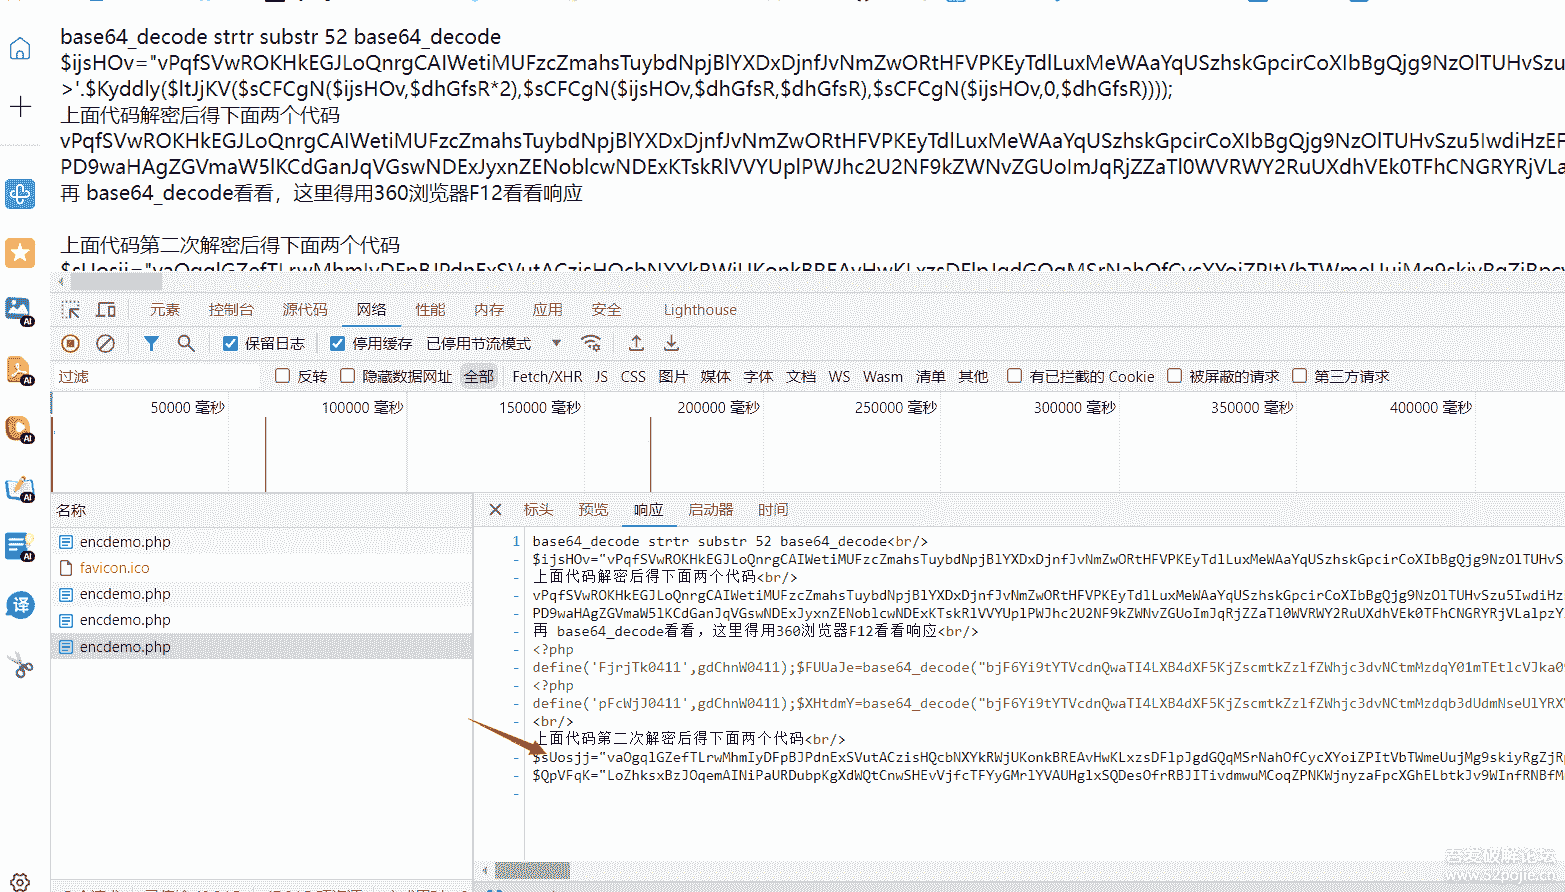 base64_decode strtr substr 52 base64_decode
$ijsHOv="vPqfSVwROKHkEGJLoQnrgCAIWetiMUFzcZmahsTuybdNpjBlYXDxDjnfJvNmZwORtHFVPKEyTdlLuxMeWAaYqUSzhskGpcirCoXIbBgQjg9NzOlTUHvSzu
>'.$Kyddly($ltJjKV($sCFCgN($ijsHOv,$dhGfsR*2),$sCFCgN($ijsHOv,$dhGfsR,$dhGfsR),$sCFCgN($ijsHOv,0,$dhGfsR))));
上面代码解密后得下面两个代码
vPqfSVwROKHkEGJLoQnrgCAIWetiMUFzcZmahsTuybdNpjBlYXDxDjnfJvNmZwORtHFVPKEyTdlLuxMeWAaYqUSzhskGpcirCoXIbBgQjg9NzOlTUHvSzu5IwdiHzEF
PD9waHAgZGVmaW5lKCdGanJqVGswNDExJyxnZENoblcwNDExKTskRlVVYUplPWJhc2U2NF9kZWNvZGUoImJqRjZZaTl0WVRWY2RuUXdhVEk0TFhCNGRYRjVLa
再 base64_decode看看，这里得用360浏览器F12看看响应
上面代码第二次解密后得下面两个代码
元素 控制台 源代码 网络 性能 内存 应用 安全 Lighthouse
保留日志 停用缓存 已停用节流模式
过滤 反转 隐藏数据网址 全部 Fetch/XHR JS CSS 图片 媒体 字体 文档 WS Wasm 清单 其他 有已拦截的 Cookie 被屏蔽的请求 第三方请求
50000 毫秒 100000 毫秒 150000 毫秒 200000 毫秒 250000 毫秒 300000 毫秒 350000 毫秒 400000 毫秒
名称
encdemo.php
favicon.ico
encdemo.php
encdemo.php
encdemo.php
标头 预览 响应 启动器 时间
1 base64_decode strtr substr 52 base64_decode<br/>
- $ijsHOv="vPqfSVwROKHkEGJLoQnrgCAIWetiMUFzcZmahsTuybdNpjBlYXDxDjnfJvNmZwORtHFVPKEyTdlLuxMeWAaYqUSzhskGpcirCoXIbBgQjg9NzOlTUHvS
- 上面代码解密后得下面两个代码<br/>
- vPqfSVwROKHkEGJLoQnrgCAIWetiMUFzcZmahsTuybdNpjBlYXDxDjnfJvNmZwORtHFVPKEyTdlLuxMeWAaYqUSzhskGpcirCoXIbBgQjg9NzOlTUHvSzu5IwdiHz
- PD9waHAgZGVmaW5lKCdGanJqVGswNDExJyxnZENoblcwNDExKTskRlVVYUplPWJhc2U2NF9kZWNvZGUoImJqRjZZaTl0WVRWY2RuUXdhVEk0TFhCNGRYRjVLalpzY
- 再 base64_decode看看，这里得用360浏览器F12看看响应<br/>
- <?php
- define('FjrjTk0411',gdChnW0411);$FUUaJe=base64_decode("bjF6Yi9tYTVcdnQwaTI4LXB4dXF5KjZscmtkZzlfZWhjc3dvNCtmMzdqY01mTEtlcVJka0
- <?php
- define('pFcWjJ0411',gdChnW0411);$XHtdmY=base64_decode("bjF6Yi9tYTVcdnQwaTI4LXB4dXF5KjZscmtkZzlfZWhjc3dvNCtmMzdqb3dUdmNseUlYRX
- <br/>
- 上面代码第二次解密后得下面两个代码<br/>
- $sUosjj="vaOgqlGZefTLrwMhmIyDFpBJPdnExSVutACzisHQcbNXYkRWjUKonkBREAvHwKLxzsDFlpJgdGQqMSrNahOfCycXYoiZPItVbTWmeUujMg9skiyRgZjR
- $QpVFqK="LoZhksxBzJOqemAINiPaURDubpKgXdWQtCnwSHEvVjfcTFYyGMrlYVAUHglxSQDesOfrRBJITivdmwuMCoqZPNKWjnyzaFpcXGhELbtkJv9WInfRNBfM
-
吾爱破解论坛
www.52pojie.cn